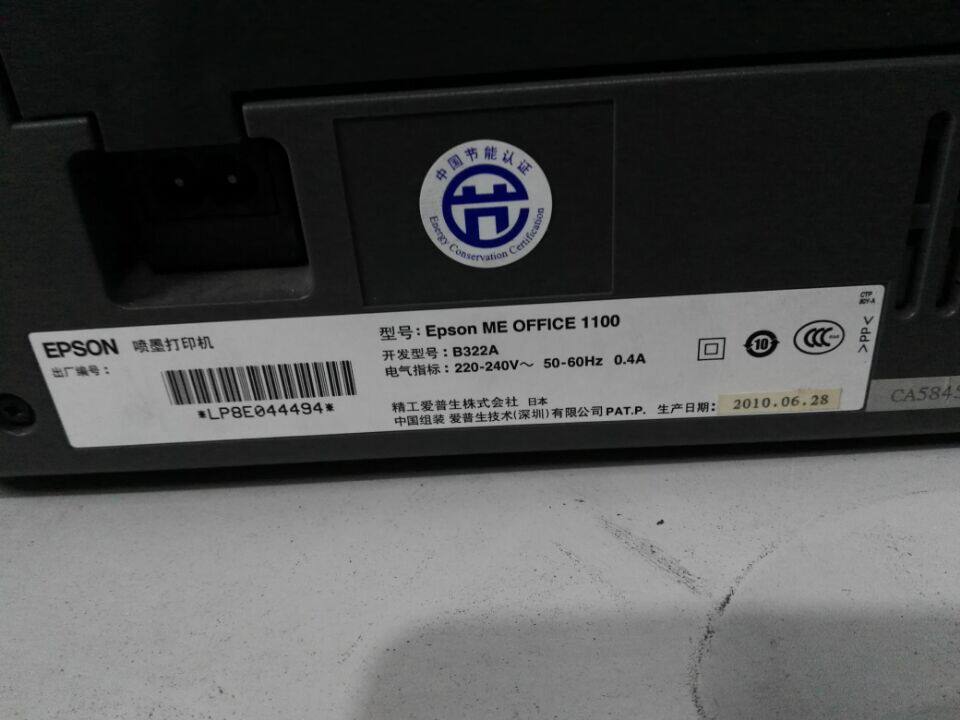 中国节能认证
Energy Conservation Certification
CTP
EPSON 喷墨打印机
出厂编号：
*LP8E044494*
型号：Epson ME OFFICE 1100
开发型号：B322A
电气指标：220-240V～ 50-60Hz 0.4A
10
CCC
>PP<
精工爱普生株式会社 日本
中国组装 爱普生技术(深圳)有限公司 PAT.P. 生产日期：2010.06.28
CA5845